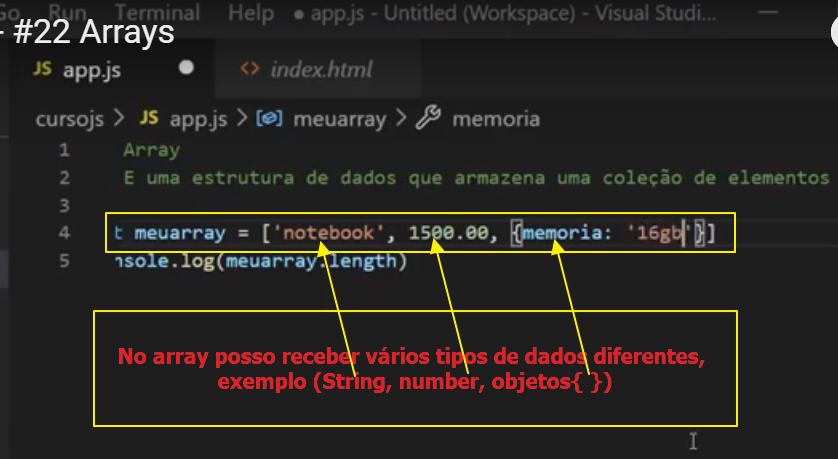 Go Run Terminal Help ● app.js - Untitled (Workspace) - Visual Studi...
- #22 Arrays
JS app.js ● <> index.html
cursojs > JS app.js > meuarray > memoria
1 Array
2 E uma estrutura de dados que armazena uma coleção de elementos
3
4 t meuarray = ['notebook', 1500.00, {memoria: '16gb'}]
5 nsole.log(meuarray.length)
No array posso receber vários tipos de dados diferentes,
exemplo (String, number, objetos{ })